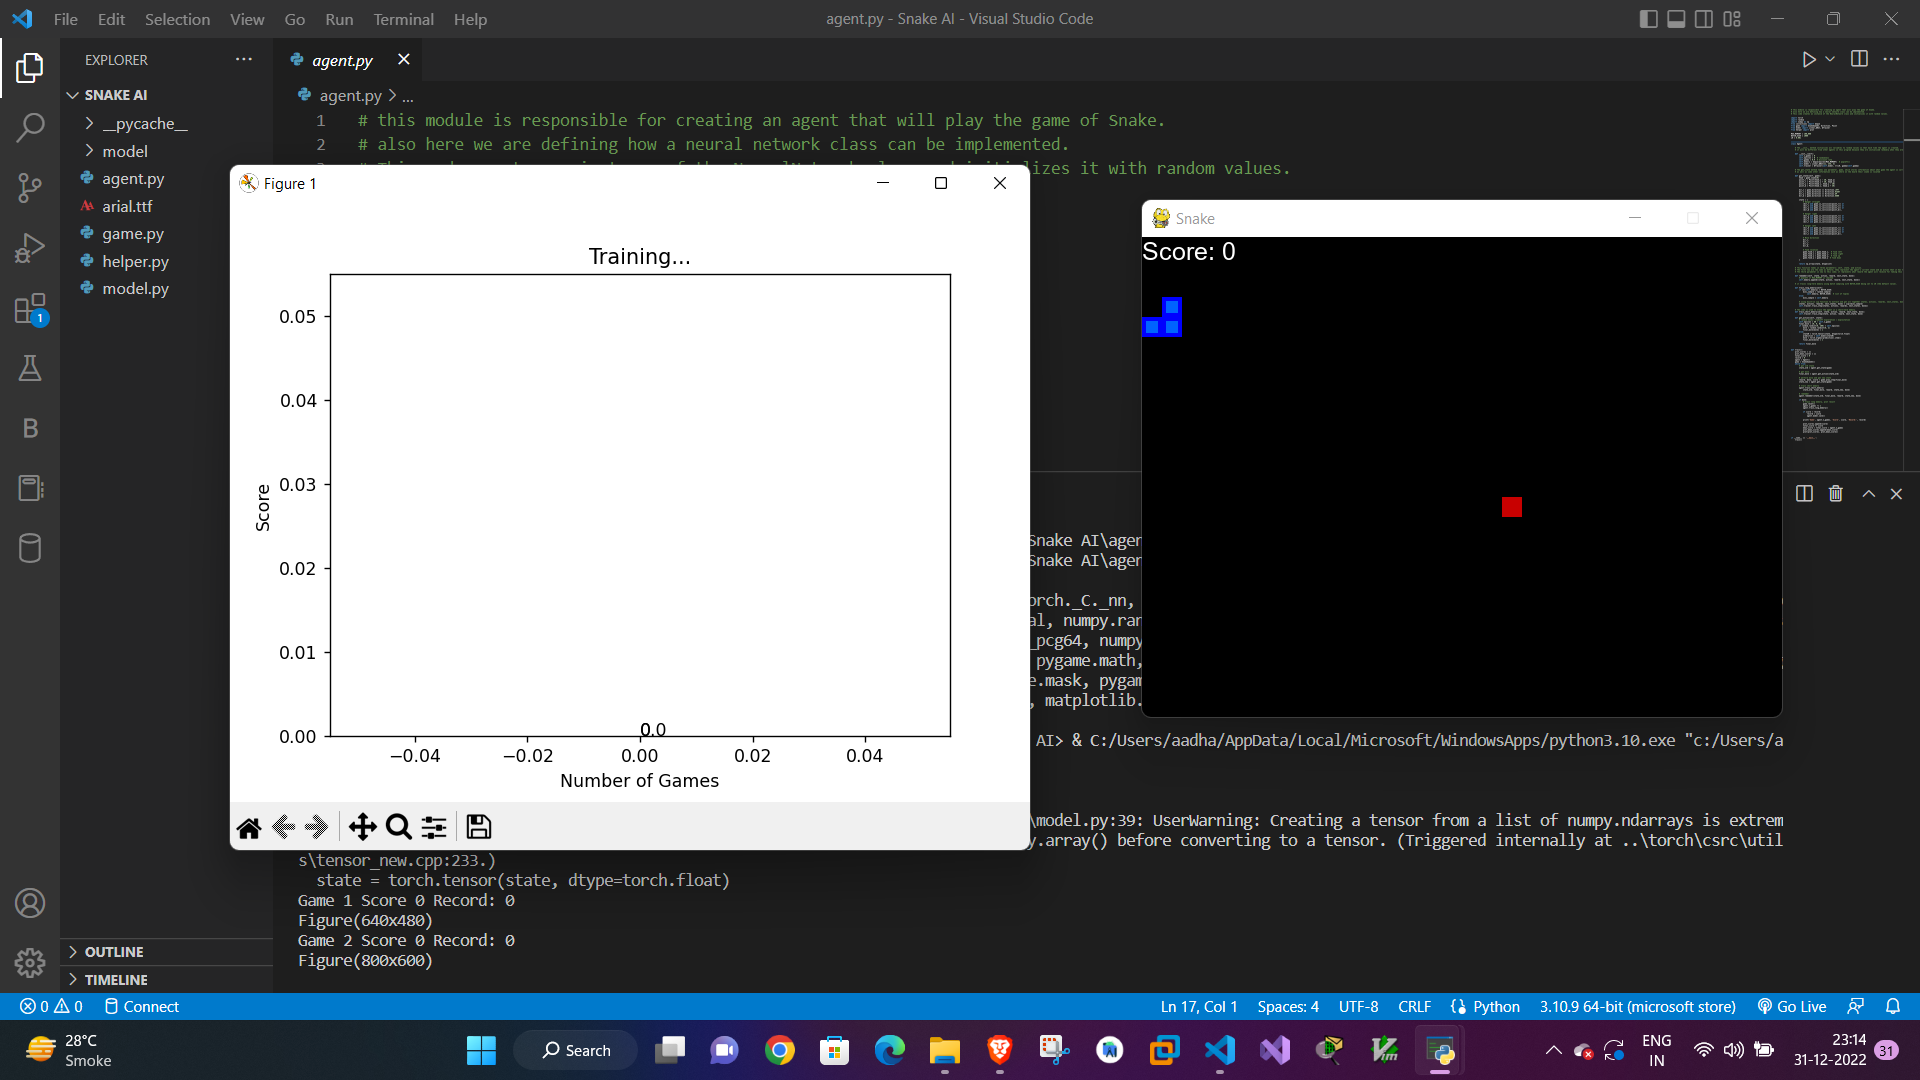 File Edit Selection View Go Run Terminal Help
agent.py - Snake AI - Visual Studio Code
EXPLORER
SNAKE AI
__pycache__
model
agent.py
arial.ttf
game.py
helper.py
model.py
1
OUTLINE
TIMELINE
agent.py
agent.py > ...
1 # this module is responsible for creating an agent that will play the game of Snake.
2 # also here we are defining how a neural network class can be implemented.
izes it with random values.
Figure 1
Training...
0.05
0.04
0.03
0.02
0.01
0.00
Score
0.0
−0.04 −0.02 0.00 0.02 0.04
Number of Games
Snake
Score: 0
Snake AI\agen
Snake AI\agen
orch._C._nn,
al, numpy.ran
_pcg64, numpy
pygame.math,
e.mask, pygam
, matplotlib.
AI> & C:/Users/aadha/AppData/Local/Microsoft/WindowsApps/python3.10.exe "c:/Users/a
\model.py:39: UserWarning: Creating a tensor from a list of numpy.ndarrays is extrem
y.array() before converting to a tensor. (Triggered internally at ..\torch\csrc\util
s\tensor_new.cpp:233.)
state = torch.tensor(state, dtype=torch.float)
Game 1 Score 0 Record: 0
Figure(640x480)
Game 2 Score 0 Record: 0
Figure(800x600)
0 0 Connect
Ln 17, Col 1 Spaces: 4 UTF-8 CRLF Python 3.10.9 64-bit (microsoft store) Go Live
28°C
Smoke
Search
ENG
IN
23:14
31-12-2022
31